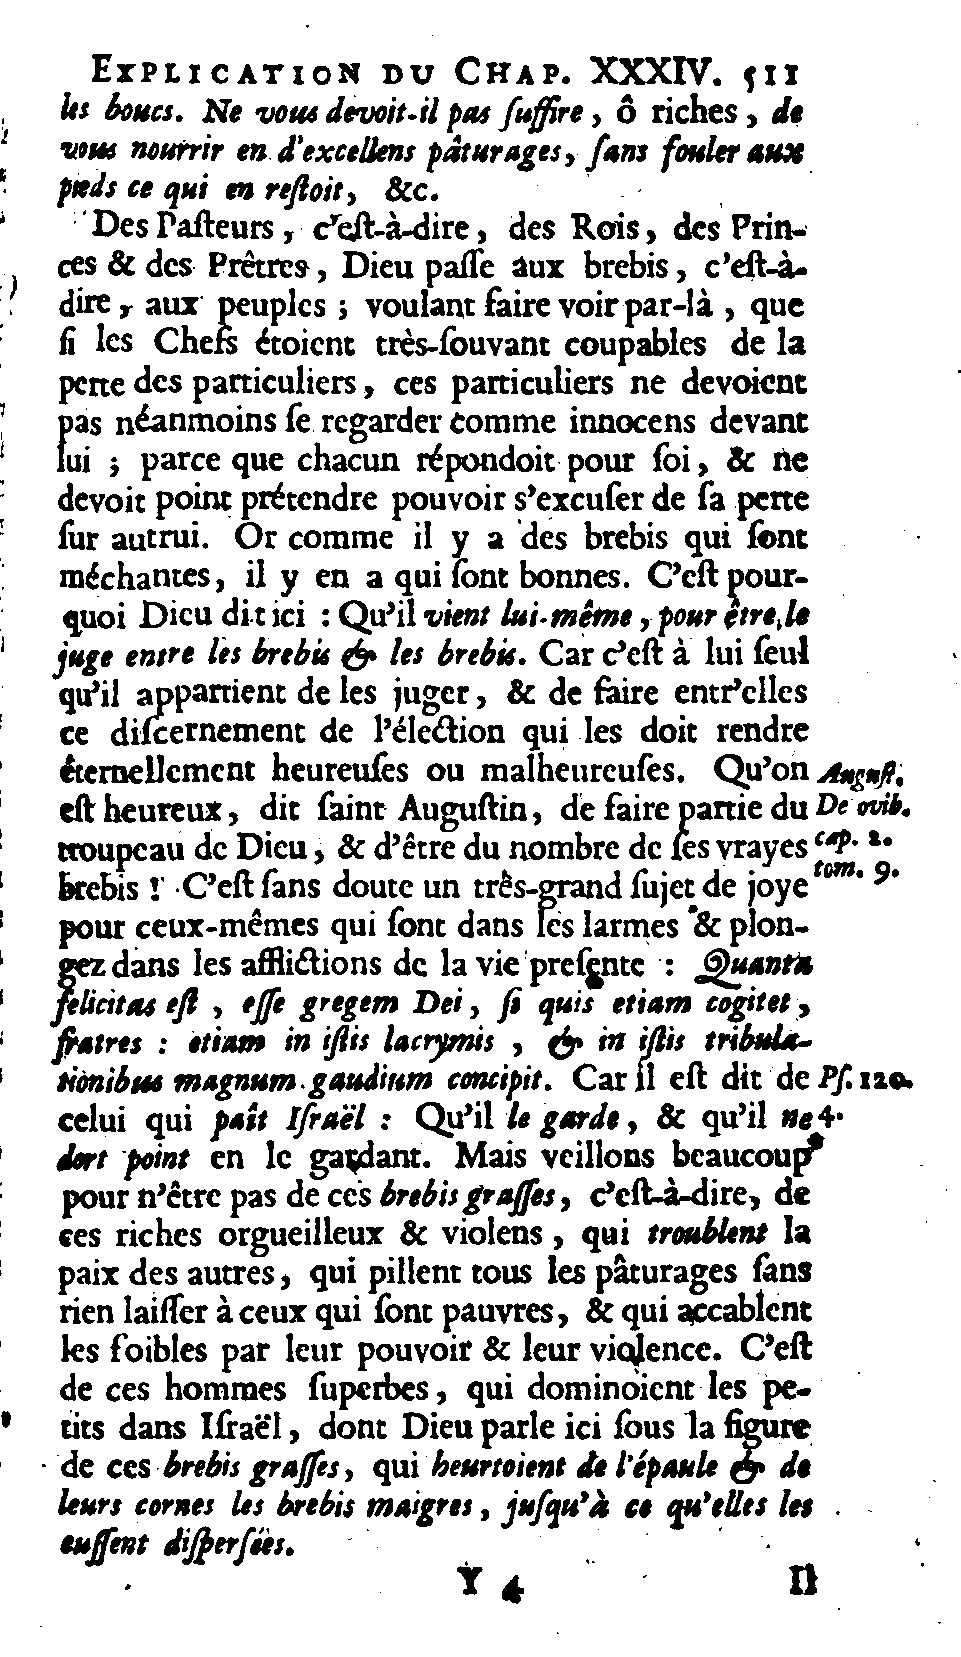 EXPLICATION DU CHAP. XXXIV. 511
les boucs. Ne vous devoit-il pas ſuffire, ô riches, de
vous nourrir en d'excellens pâturages, ſans fouler aux
pieds ce qui en reſtoit, &c.
Des Paſteurs, c'eſt-à-dire, des Rois, des Prin-
ces & des Prêtres, Dieu paſſe aux brebis, c'eſt-à-
dire, aux peuples; voulant faire voir par-là, que
ſi les Chefs étoient très-ſouvant coupables de la
perte des particuliers, ces particuliers ne devoient
pas néanmoins ſe regarder comme innocens devant
lui; parce que chacun répondoit pour ſoi, & ne
devoit point prétendre pouvoir s'excuſer de ſa perte
ſur autrui. Or comme il y a des brebis qui ſont
méchantes, il y en a qui ſont bonnes. C'eſt pour-
quoi Dieu dit ici : Qu'il vient lui-même, pour être le
juge entre les brebis & les brebis. Car c'eſt à lui ſeul
qu'il appartient de les juger, & de faire entr'elles
ce diſcernement de l'élection qui les doit rendre
éternellement heureuſes ou malheureuſes. Qu'on
eſt heureux, dit ſaint Auguſtin, de faire partie du
troupeau de Dieu, & d'être du nombre de ſes vrayes
brebis ! C'eſt ſans doute un très-grand ſujet de joye
pour ceux-mêmes qui ſont dans les larmes & plon-
gez dans les afflictions de la vie preſente : Quanta
felicitas eſt, eſſe gregem Dei, ſi quis etiam cogitet,
fratres : etiam in iſtis lacrymis, & in iſtis tribula-
tionibus magnum gaudium concipit. Car il eſt dit de
celui qui paît Iſraël : Qu'il le garde, & qu'il ne
dort point en le gardant. Mais veillons beaucoup
pour n'être pas de ces brebis graſſes, c'eſt-à-dire, de
ces riches orgueilleux & violens, qui troublent la
paix des autres, qui pillent tous les pâturages ſans
rien laiſſer à ceux qui ſont pauvres, & qui accablent
les foibles par leur pouvoir & leur violence. C'eſt
de ces hommes ſuperbes, qui dominoient les pe-
tits dans Iſraël, dont Dieu parle ici ſous la figure
de ces brebis graſſes, qui heurtoient de l'épaule & de
leurs cornes les brebis maigres, juſqu'à ce qu'elles les
euſſent diſperſées.
Y 4 Il
Auguſt.
De ovib.
cap. 2.
tom. 9.
Pſ. 120.
4.